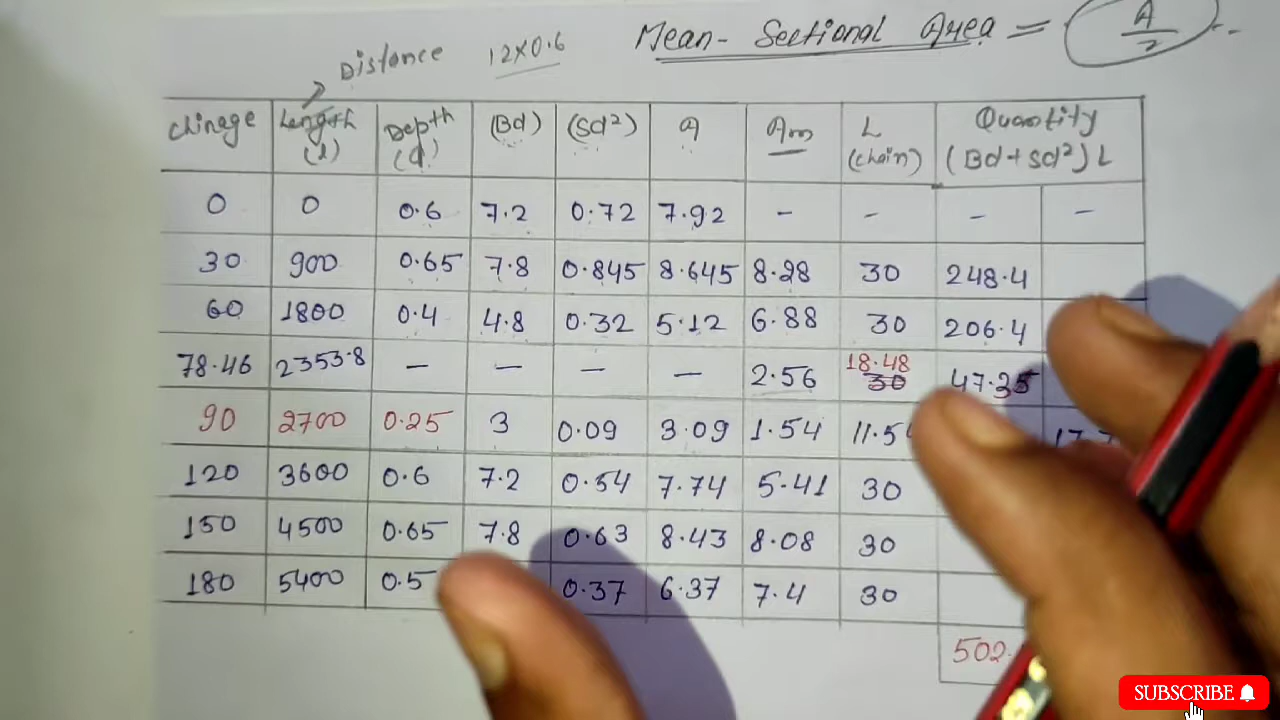 Distance 12x0.6 Mean- Sectional Area = A/2
Chinage Length (l) Depth (d) (Bd) (Sd²) A Am L (chain) Quantity (Bd+Sd²) L
0 0 0.6 7.2 0.72 7.92 - - - -
30 900 0.65 7.8 0.845 8.645 8.28 30 248.4
60 1800 0.4 4.8 0.32 5.12 6.88 30 206.4
78.46 2353.8 - - - - 2.56 18.48 30 47.35
90 2700 0.25 3 0.09 3.09 1.54
120 3600 0.6 7.2 0.54 7.74 5.41 30
150 4500 0.65 7.8 0.63 8.43 8.08 30
180 5400 0.5 0.37 6.37 7.4 30
502.
SUBSCRIBE